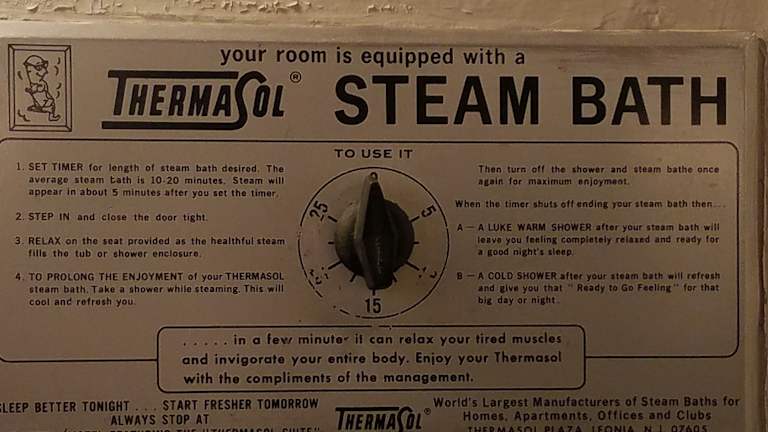 your room is equipped with a
THERMASOL® STEAM BATH
TO USE IT
1. SET TIMER for length of steam bath desired. The
average steam bath is 10-20 minutes. Steam will
appear in about 5 minutes after you set the timer.
2. STEP IN and close the door tight.
3. RELAX on the seat provided as the healthful steam
fills the tub or shower enclosure.
4. TO PROLONG THE ENJOYMENT of your THERMASOL
steam bath. Take a shower while steaming. This will
cool and refresh you.
25
5
15
Then turn off the shower and steam bathe once
again for maximum enjoyment.
When the timer shuts off ending your steam bath then...
A — A LUKE WARM SHOWER after your steam bath will
leave you feeling completely relaxed and ready for
a good night's sleep.
B — A COLD SHOWER after your steam bath will refresh
and give you that "Ready to Go Feeling" for that
big day or night.
..... in a few minute it can relax your tired muscles
and invigorate your entire body. Enjoy your Thermasol
with the compliments of the management.
SLEEP BETTER TONIGHT ... START FRESHER TOMORROW
ALWAYS STOP AT
THERMASOL®
World's Largest Manufacturers of Steam Baths for
Homes, Apartments, Offices and Clubs
THERMASOL PLAZA, LEONIA, N.J. 07605